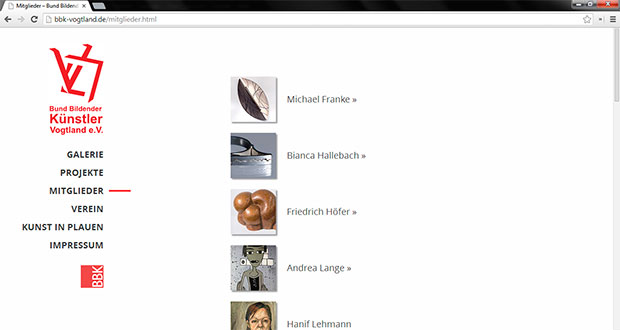 Mitglieder – Bund Bildend
bbk-vogtland.de/mitglieder.html
Bund Bildender
Künstler
Vogtland e.V.
GALERIE
PROJEKTE
MITGLIEDER
VEREIN
KUNST IN PLAUEN
IMPRESSUM
BBK
Michael Franke »
Bianca Hallebach »
Friedrich Höfer »
Andrea Lange »
Hanif Lehmann